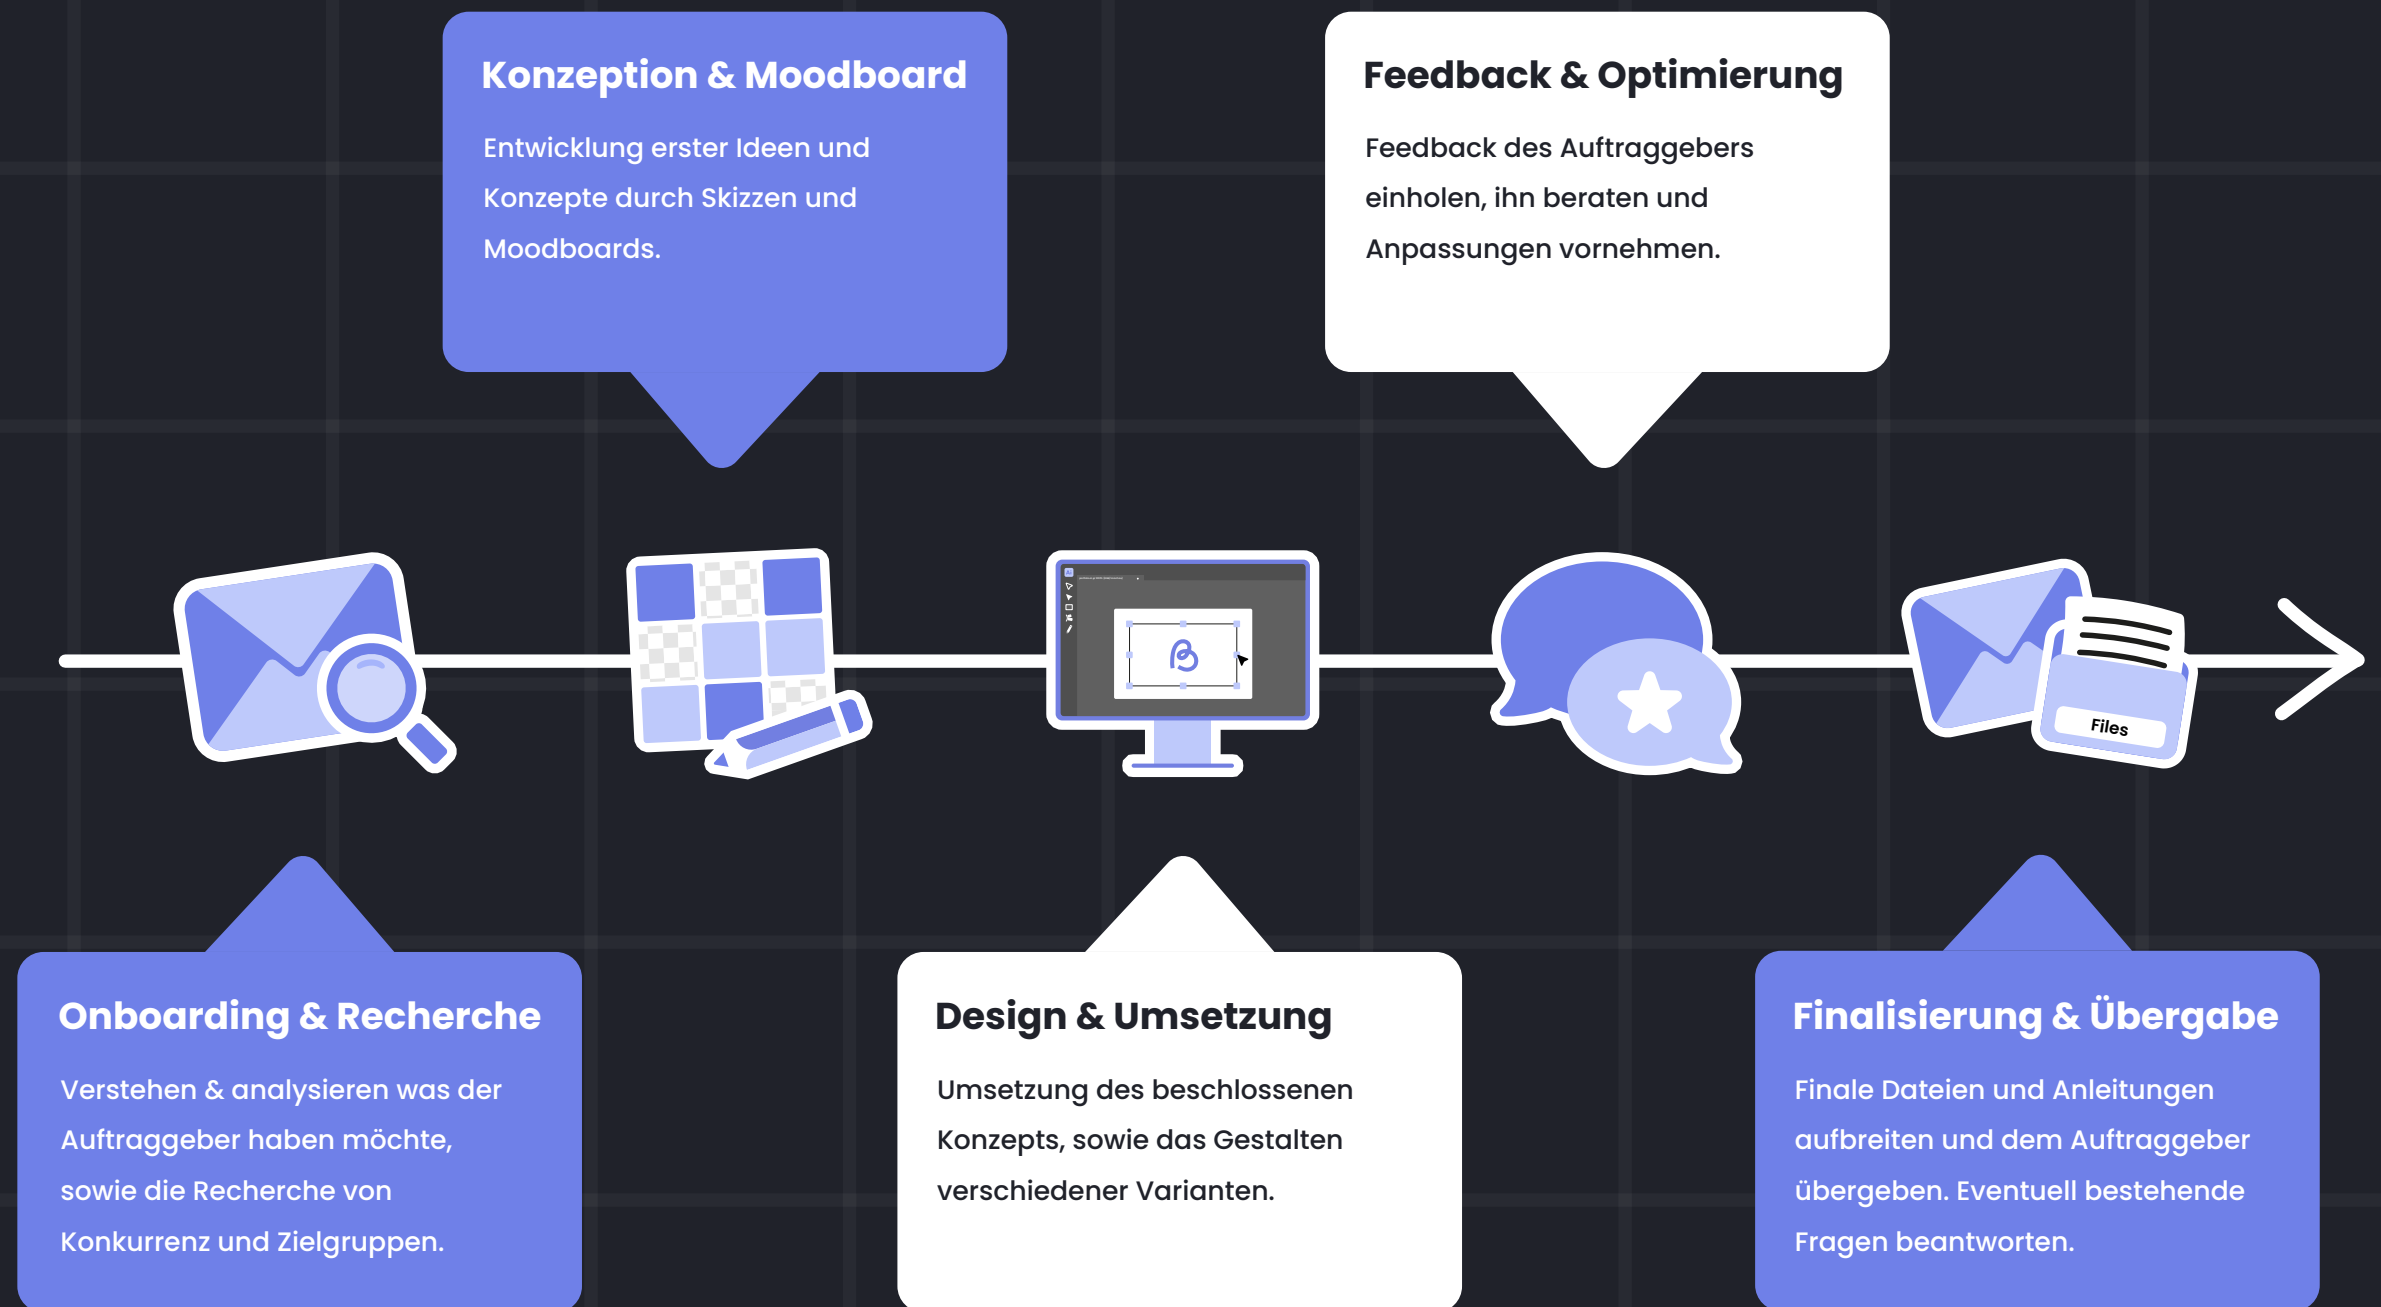 Konzeption & Moodboard
Entwicklung erster Ideen und
Konzepte durch Skizzen und
Moodboards.
Feedback & Optimierung
Feedback des Auftraggebers
einholen, ihn beraten und
Anpassungen vornehmen.
Files
Onboarding & Recherche
Verstehen & analysieren was der
Auftraggeber haben möchte,
sowie die Recherche von
Konkurrenz und Zielgruppen.
Design & Umsetzung
Umsetzung des beschlossenen
Konzepts, sowie das Gestalten
verschiedener Varianten.
Finalisierung & Übergabe
Finale Dateien und Anleitungen
aufbreiten und dem Auftraggeber
übergeben. Eventuell bestehende
Fragen beantworten.